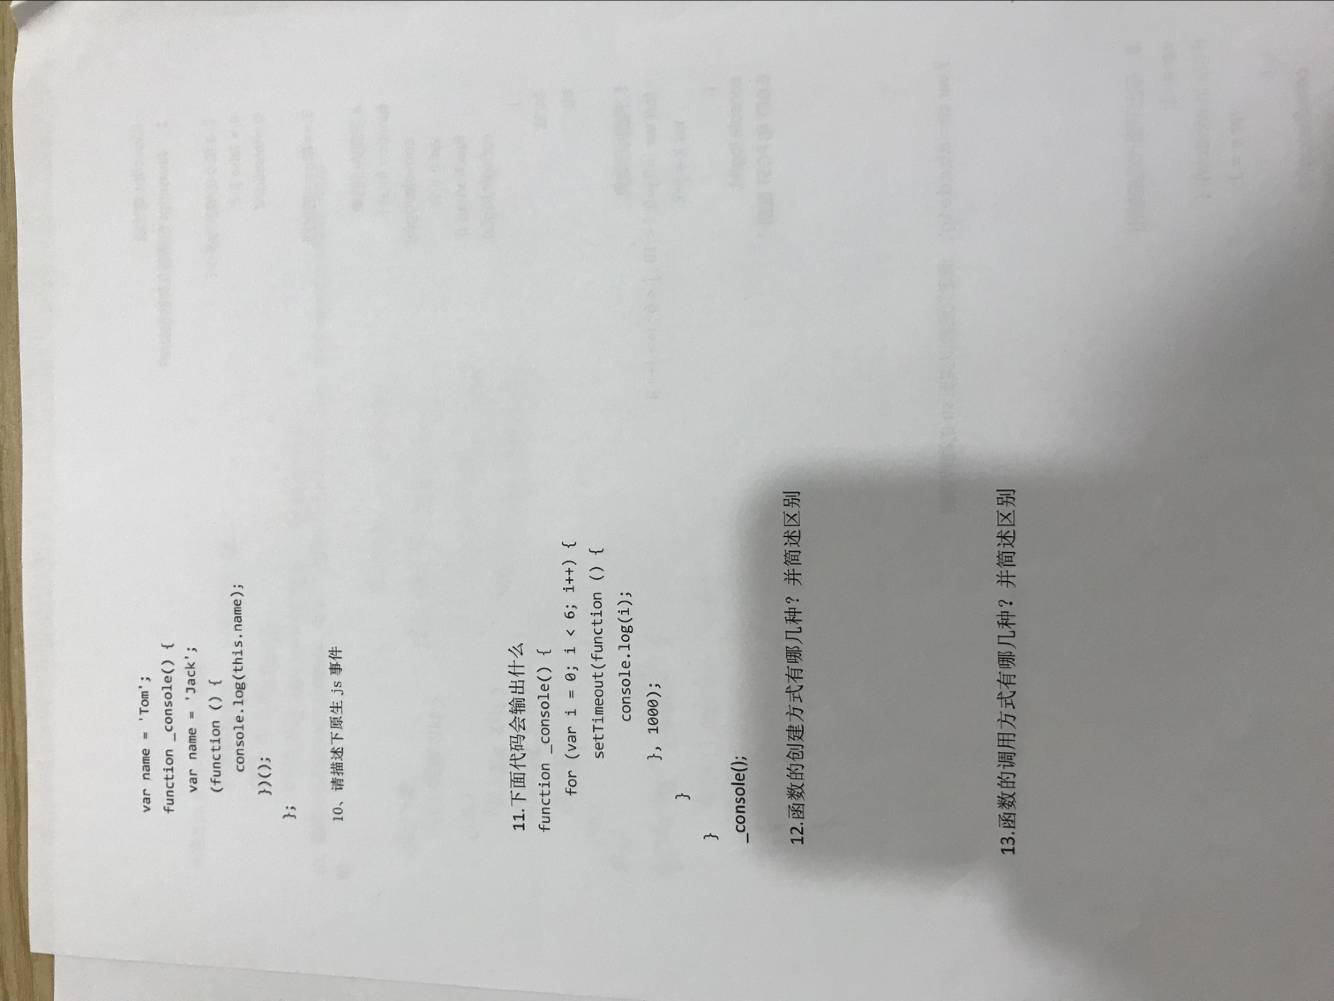 var name = 'Tom';
function _console() {
var name = 'Jack';
(function () {
console.log(this.name);
})();
};
10、请描述下原生 js 事件
11.下面代码会输出什么
function _console() {
for (var i = 0; i < 6; i++) {
setTimeout(function () {
console.log(i);
}, 1000);
}
}
_console();
12.函数的创建方式有哪几种？并简述区别
13.函数的调用方式有哪几种？并简述区别